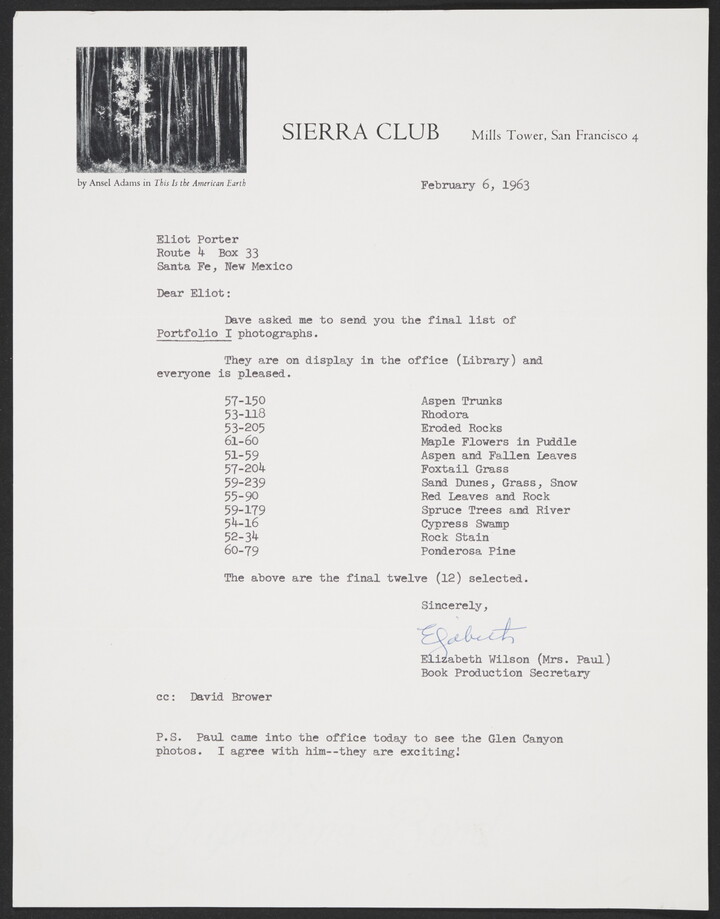 SIERRA CLUB Mills Tower, San Francisco 4
by Ansel Adams in This Is the American Earth
February 6, 1963
Eliot Porter
Route 4 Box 33
Santa Fe, New Mexico
Dear Eliot:
Dave asked me to send you the final list of
Portfolio I photographs.
They are on display in the office (Library) and
everyone is pleased.
57-150 Aspen Trunks
53-118 Rhodora
53-205 Eroded Rocks
61-60 Maple Flowers in Puddle
51-59 Aspen and Fallen Leaves
57-204 Foxtail Grass
59-239 Sand Dunes, Grass, Snow
55-90 Red Leaves and Rock
59-179 Spruce Trees and River
54-16 Cypress Swamp
52-34 Rock Stain
60-79 Ponderosa Pine
The above are the final twelve (12) selected.
Sincerely,
Elizabeth
Elizabeth Wilson (Mrs. Paul)
Book Production Secretary
cc: David Brower
P.S. Paul came into the office today to see the Glen Canyon
photos. I agree with him--they are exciting!